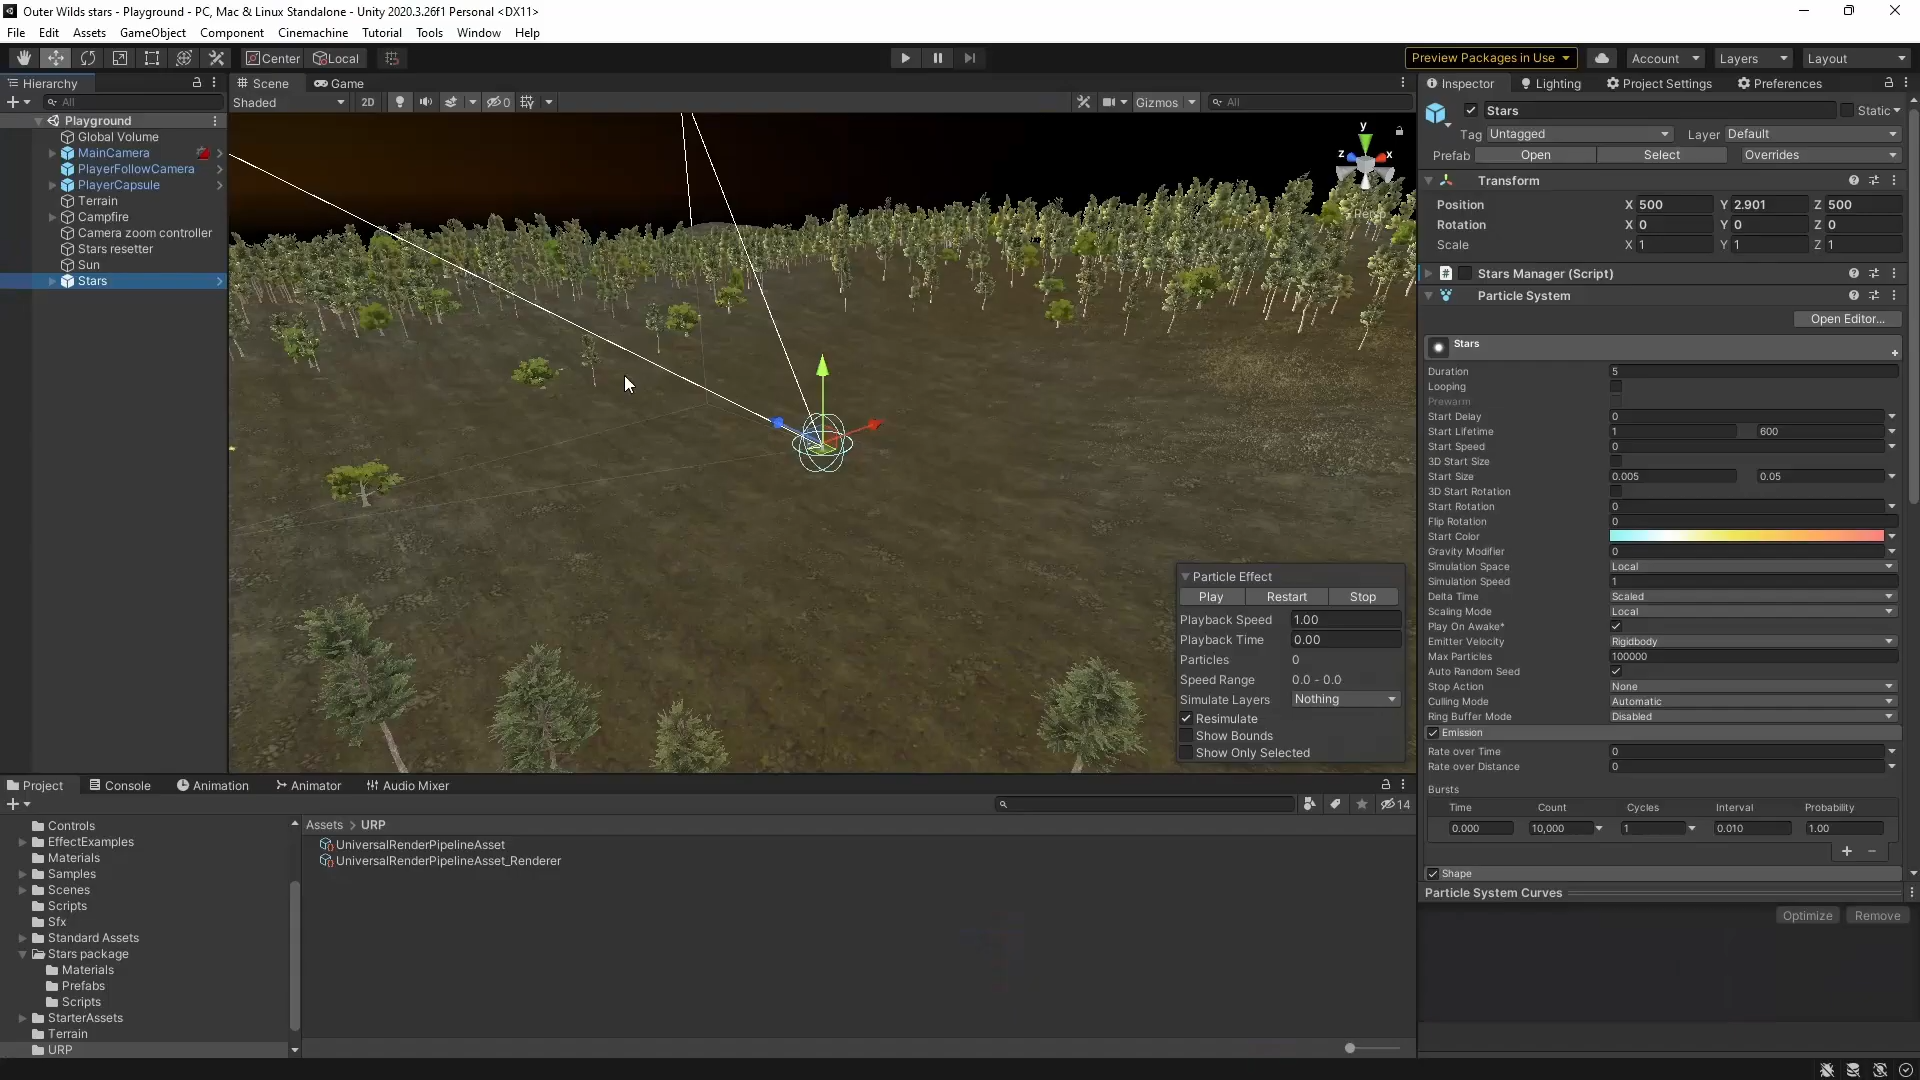 Outer Wilds stars - Playground - PC, Mac & Linux Standalone - Unity 2020.3.26f1 Personal <DX11>
File Edit Assets GameObject Component Cinemachine Tutorial Tools Window Help
Center Local Preview Packages in Use Account Layers Layout
Hierarchy Scene Game Inspector Lighting Project Settings Preferences
All Shaded 2D 0 Gizmos All
Stars Static
Tag Untagged Layer Default
Prefab Open Select Overrides
Playground
Global Volume
MainCamera
PlayerFollowCamera
PlayerCapsule
Terrain
Campfire
Camera zoom controller
Stars resetter
Sun
Stars
y
z x
Persp
Transform
Position X 500 Y 2.901 Z 500
Rotation X 0 Y 0 Z 0
Scale X 1 Y 1 Z 1
Stars Manager (Script)
Particle System
Open Editor...
Stars
Duration 5
Looping
Prewarm
Start Delay 0
Start Lifetime 1 600
Start Speed 0
3D Start Size
Start Size 0.005 0.05
3D Start Rotation
Start Rotation 0
Flip Rotation 0
Start Color
Gravity Modifier 0
Simulation Space Local
Simulation Speed 1
Delta Time Scaled
Scaling Mode Local
Play On Awake*
Emitter Velocity Rigidbody
Max Particles 100000
Auto Random Seed
Stop Action None
Culling Mode Automatic
Ring Buffer Mode Disabled
Emission
Rate over Time 0
Rate over Distance 0
Bursts
Time Count Cycles Interval Probability
0.000 10,000 1 0.010 1.00
Shape
Particle System Curves
Optimize Remove
Particle Effect
Play Restart Stop
Playback Speed 1.00
Playback Time 0.00
Particles 0
Speed Range 0.0 - 0.0
Simulate Layers Nothing
Resimulate
Show Bounds
Show Only Selected
Project Console Animation Animator Audio Mixer
14
Controls
EffectExamples
Materials
Samples
Scenes
Scripts
Sfx
Standard Assets
Stars package
Materials
Prefabs
Scripts
StarterAssets
Terrain
URP
Assets > URP
UniversalRenderPipelineAsset
UniversalRenderPipelineAsset_Renderer